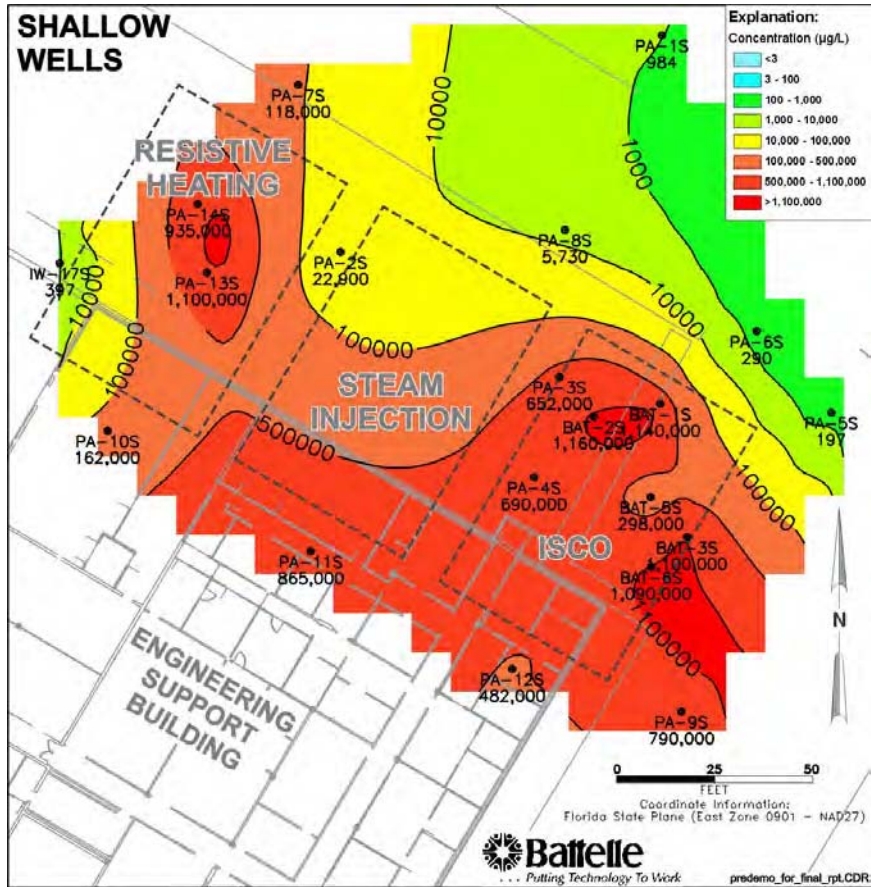 SHALLOW
WELLS
Explanation:
Concentration (µg/L)
<3
3 - 100
100 - 1,000
1,000 - 10,000
10,000 - 100,000
100,000 - 500,000
500,000 - 1,100,000
>1,100,000
PA-1S
984
PA-7S
118,000
10000
1000
RESISTIVE
HEATING
PA-14S
935,000
PA-8S
5,730
PA-2S
22,900
IW-17S
397
PA-13S
1,100,000
10000
10000
PA-6S
290
100000
100000
100000
STEAM
INJECTION
PA-3S
652,000
BAT-1S
BAT-2S
1,160,000
PA-5S
197
PA-10S
162,000
500000
PA-4S
690,000
BAT-5S
298,000
ISCO
BAT-3S
PA-11S
865,000
BAT-6S
1,090,000
N
ENGINEERING
SUPPORT
BUILDING
PA-12S
482,000
PA-9S
790,000
0 25 50
FEET
Coordinate Information:
Florida State Plane (East Zone 0901 - NAD27)
Battelle
... Putting Technology To Work
predemo_for_final_rpt.CDR